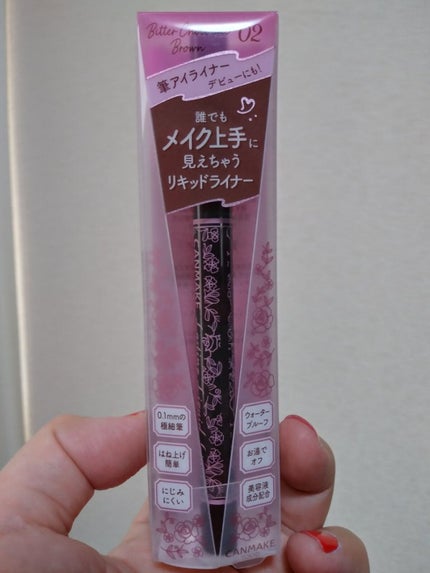 Bitter
Brown
02
筆アイライナー
デビューにも!
誰でも
メイク上手に
見えちゃう
リキッドライナー
CANMAKE
0.1mmの
極細筆
はね上げ
簡単
にじみ
にくい
ウォーター
プルーフ
お湯で
オフ
美容液
成分配合
CANMAKE